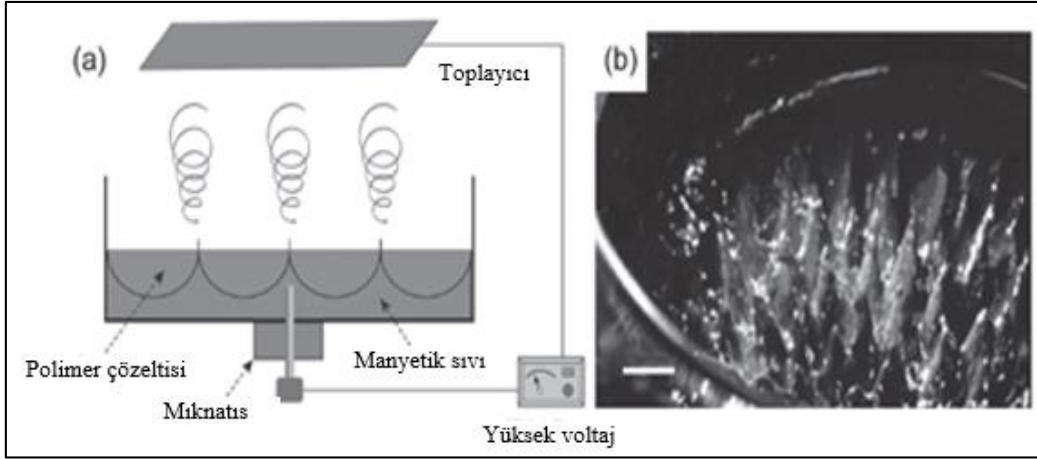 (a)
Toplayıcı
(b)
Polimer çözeltisi
Manyetik sıvı
Mıknatıs
Yüksek voltaj